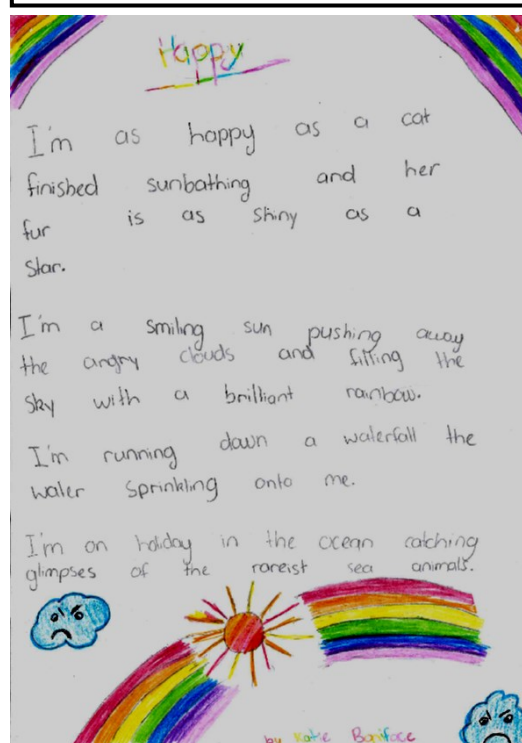 Happy
I'm as happy as a cat
finished sunbathing and her
fur is as shiny as a
star.
I'm a smiling sun pushing away
the angry clouds and filling the
sky with a brilliant rainbow.
I'm running down a waterfall the
water sprinkling onto me.
I'm on holiday in the ocean catching
glimpses of the rareist sea animals.
by Katie Boniface